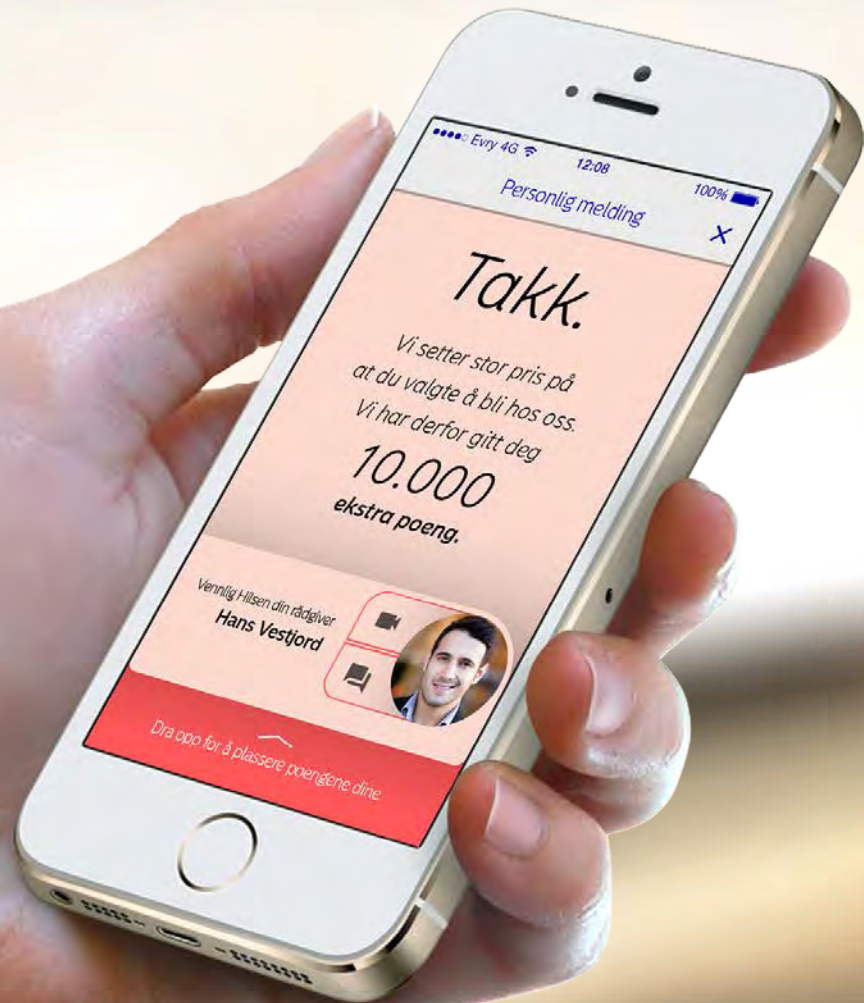 Evry 4G 12:08 100%
Personlig melding
Takk.
Vi setter stor pris på
at du valgte å bli hos oss.
Vi har derfor gitt deg
10.000
ekstra poeng.
Vennlig Hilsen din rådgiver
Hans Vestjord
Dra opp for å plassere poengene dine